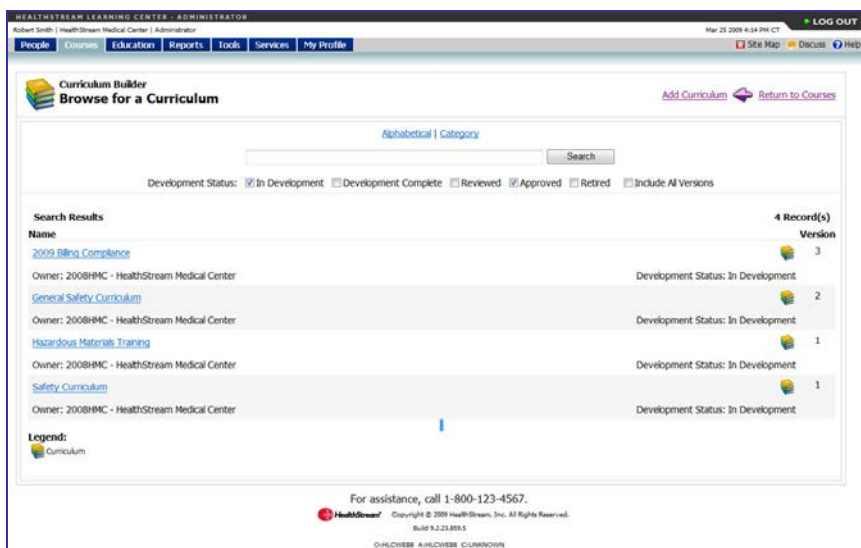 HEALTHSTREAM LEARNING CENTER - ADMINISTRATOR
LOG OUT
Robert Smith | HealthStream Medical Center | Administrator
Mar 25 2009 4:14 PM CT
People Courses Education Reports Tools Services My Profile
Site Map Discuss Help
Curriculum Builder
Browse for a Curriculum
Add Curriculum Return to Courses
Alphabetical | Category
Search
Development Status: In Development Development Complete Reviewed Approved Retired Include All Versions
Search Results 4 Record(s)
Name Version
2009 Billing Compliance 3
Owner: 2008HMC - HealthStream Medical Center Development Status: In Development
General Safety Curriculum 2
Owner: 2008HMC - HealthStream Medical Center Development Status: In Development
Hazardous Materials Training 1
Owner: 2008HMC - HealthStream Medical Center Development Status: In Development
Safety Curriculum 1
Owner: 2008HMC - HealthStream Medical Center Development Status: In Development
Legend:
Curriculum
For assistance, call 1-800-123-4567.
HealthStream Copyright © 2009 HealthStream, Inc. All Rights Reserved.
Build 9.2.23.859.5
O:HLCWEB8 A:HLCWEB8 C:UNKNOWN